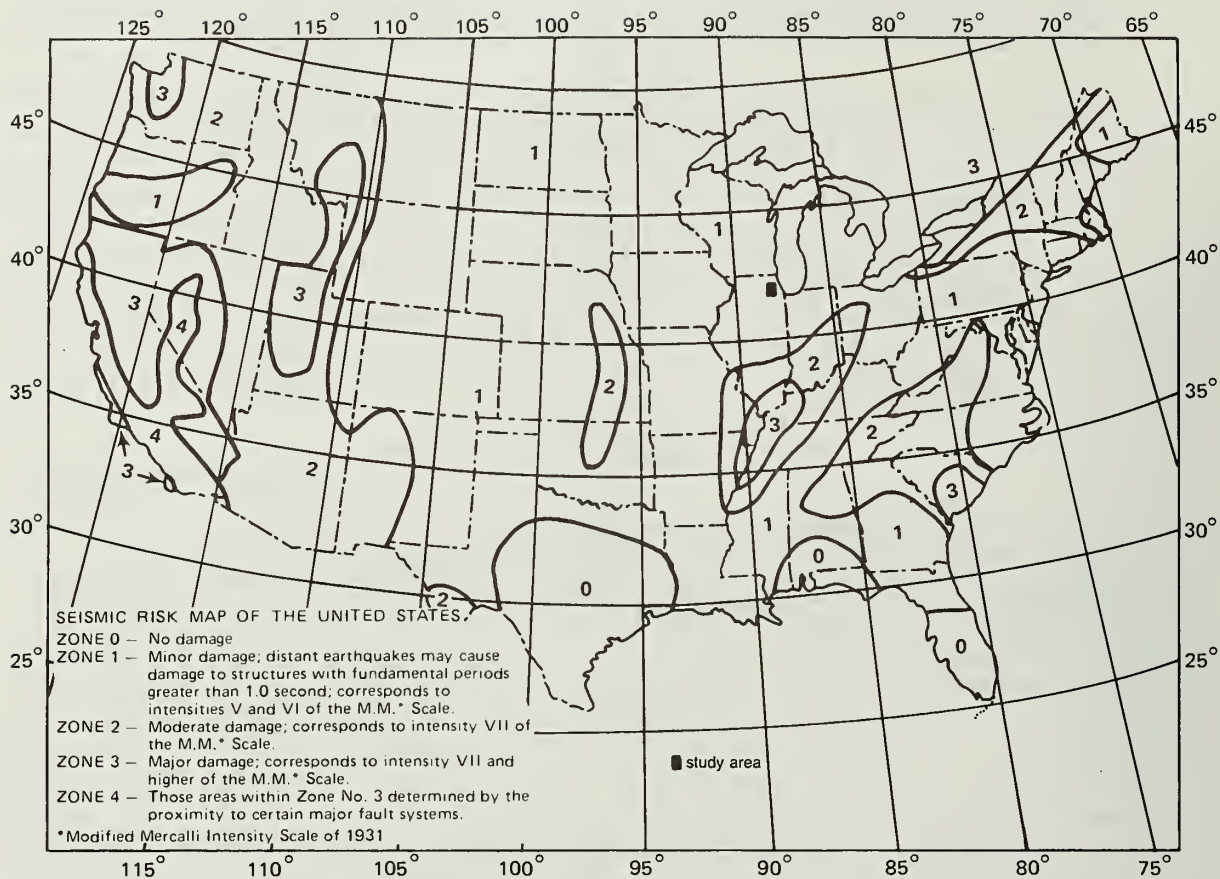 125° 120° 115° 110° 105° 100° 95° 90° 85° 80° 75° 70° 65°
45° 45°
40° 40°
35° 35°
30° 30°
25° 25°
3 2 1 3 4 3 4 3 2 1 1 2 0 2 1 2 3 2 1 0 1 3 0 1 3 2 1
SEISMIC RISK MAP OF THE UNITED STATES
ZONE 0 — No damage
ZONE 1 — Minor damage; distant earthquakes may cause
damage to structures with fundamental periods
greater than 1.0 second; corresponds to
intensities V and VI of the M.M.* Scale.
ZONE 2 — Moderate damage; corresponds to intensity VII of
the M.M.* Scale.
ZONE 3 — Major damage; corresponds to intensity VII and
higher of the M.M.* Scale.
ZONE 4 — Those areas within Zone No. 3 determined by the
proximity to certain major fault systems.
*Modified Mercalli Intensity Scale of 1931
study area
115° 110° 105° 100° 95° 90° 85° 80° 75°